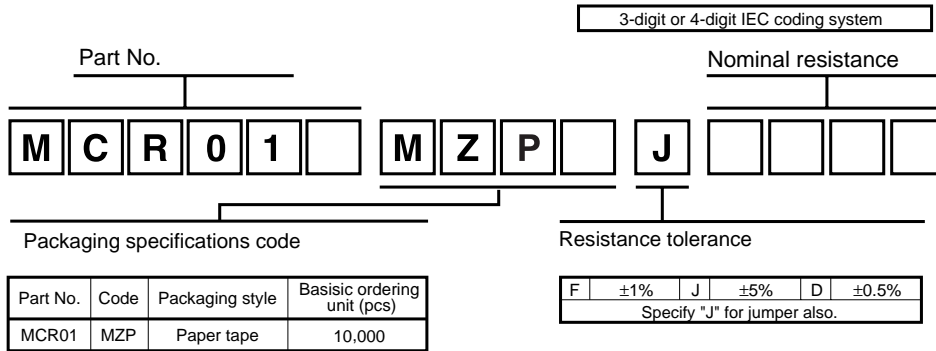 3-digit or 4-digit IEC coding system
Part No.
Nominal resistance
M C R 0 1 M Z P J
Packaging specifications code
Resistance tolerance
Part No. Code Packaging style Basisic ordering unit (pcs)
MCR01 MZP Paper tape 10,000
F ±1% J ±5% D ±0.5%
Specify "J" for jumper also.